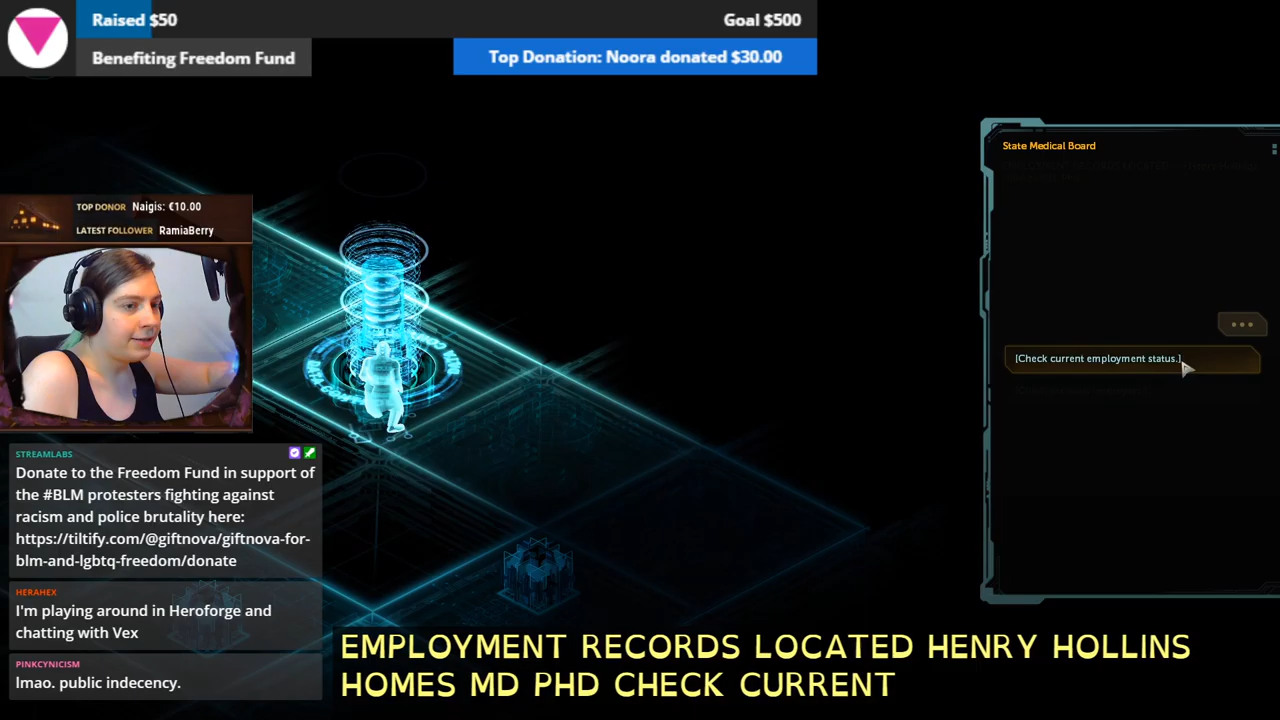 Raised $50
Goal $500
Benefiting Freedom Fund
Top Donation: Noora donated $30.00
State Medical Board
TOP DONOR Naigis: €10.00
LATEST FOLLOWER RamiaBerry
[Check current employment status.]
STREAMLABS
Donate to the Freedom Fund in support of
the #BLM protesters fighting against
racism and police brutality here:
https://tiltify.com/@giftnova/giftnova-for-
blm-and-lgbtq-freedom/donate
HERAHEX
I'm playing around in Heroforge and
chatting with Vex
PINKCYNICISM
lmao. public indecency.
EMPLOYMENT RECORDS LOCATED HENRY HOLLINS
HOMES MD PHD CHECK CURRENT